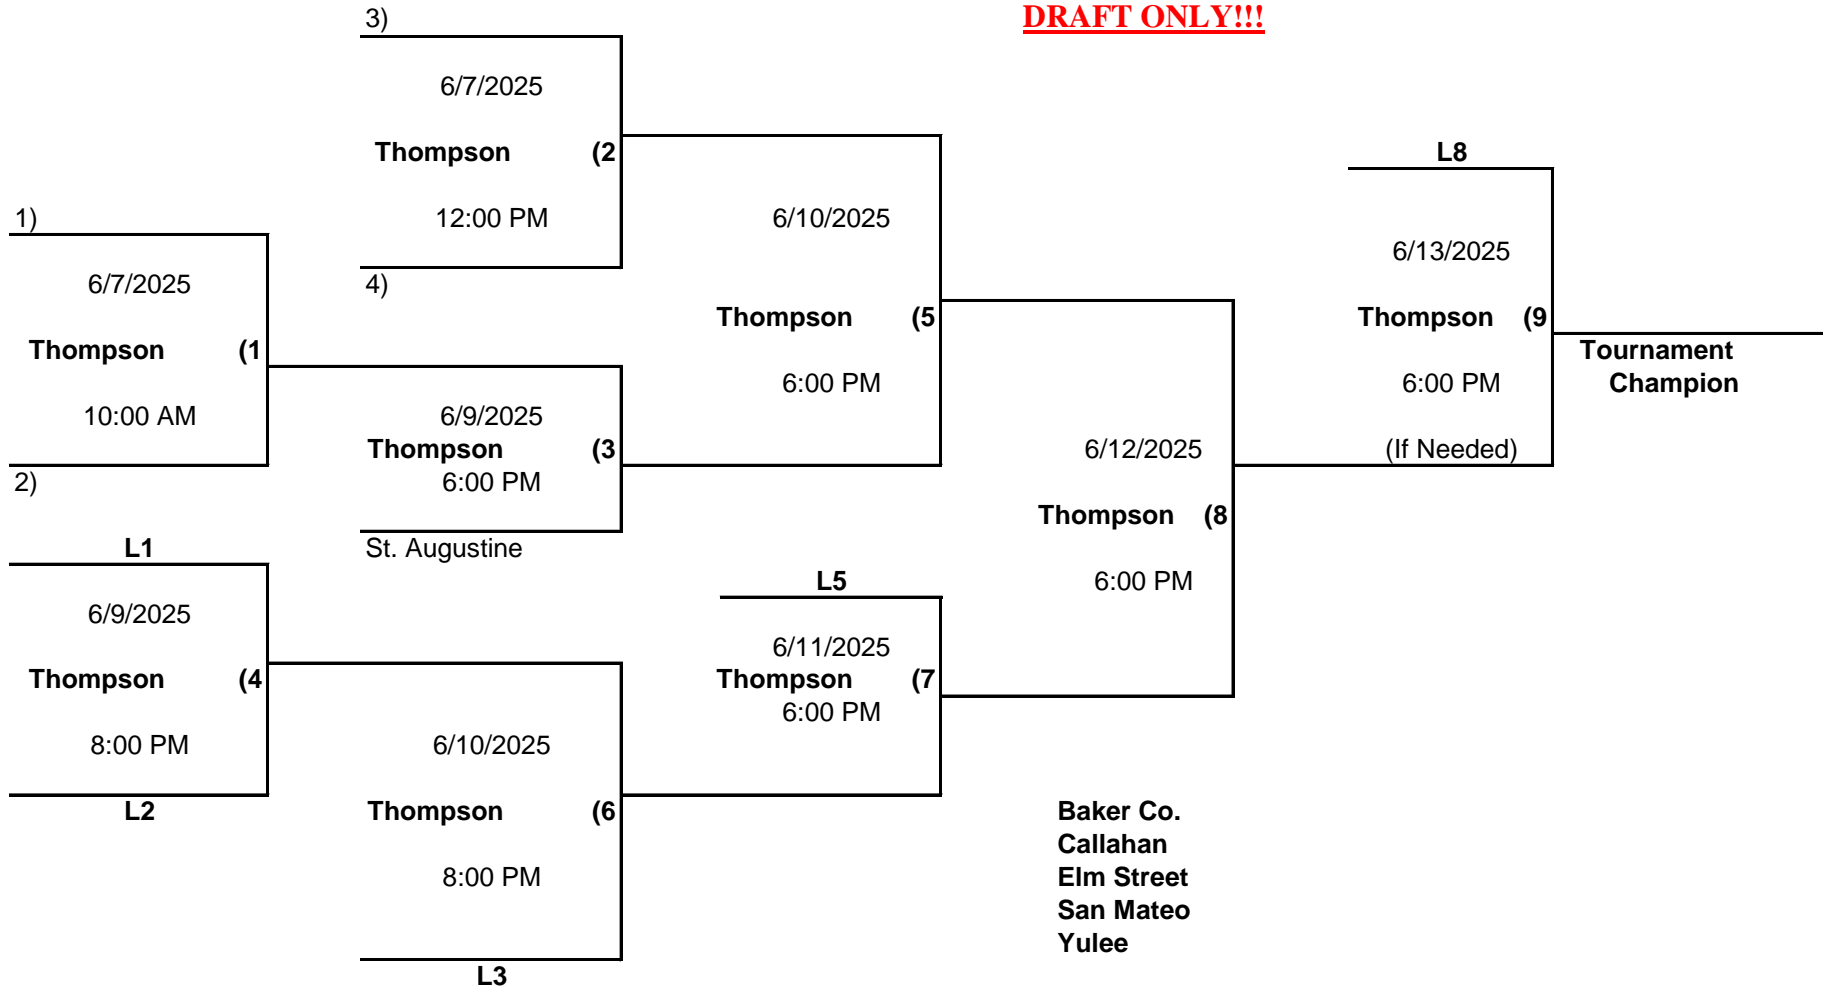 DRAFT ONLY!!!
3)
6/7/2025
Thompson (2
12:00 PM
4)
1)
6/7/2025
Thompson (1
10:00 AM
2)
6/9/2025
Thompson (3
6:00 PM
St. Augustine
6/10/2025
Thompson (5
6:00 PM
L1
6/9/2025
Thompson (4
8:00 PM
L2
6/10/2025
Thompson (6
8:00 PM
L3
L5
6/11/2025
Thompson (7
6:00 PM
6/12/2025
Thompson (8
6:00 PM
L8
6/13/2025
Thompson (9
6:00 PM
(If Needed)
Tournament
Champion
Baker Co.
Callahan
Elm Street
San Mateo
Yulee